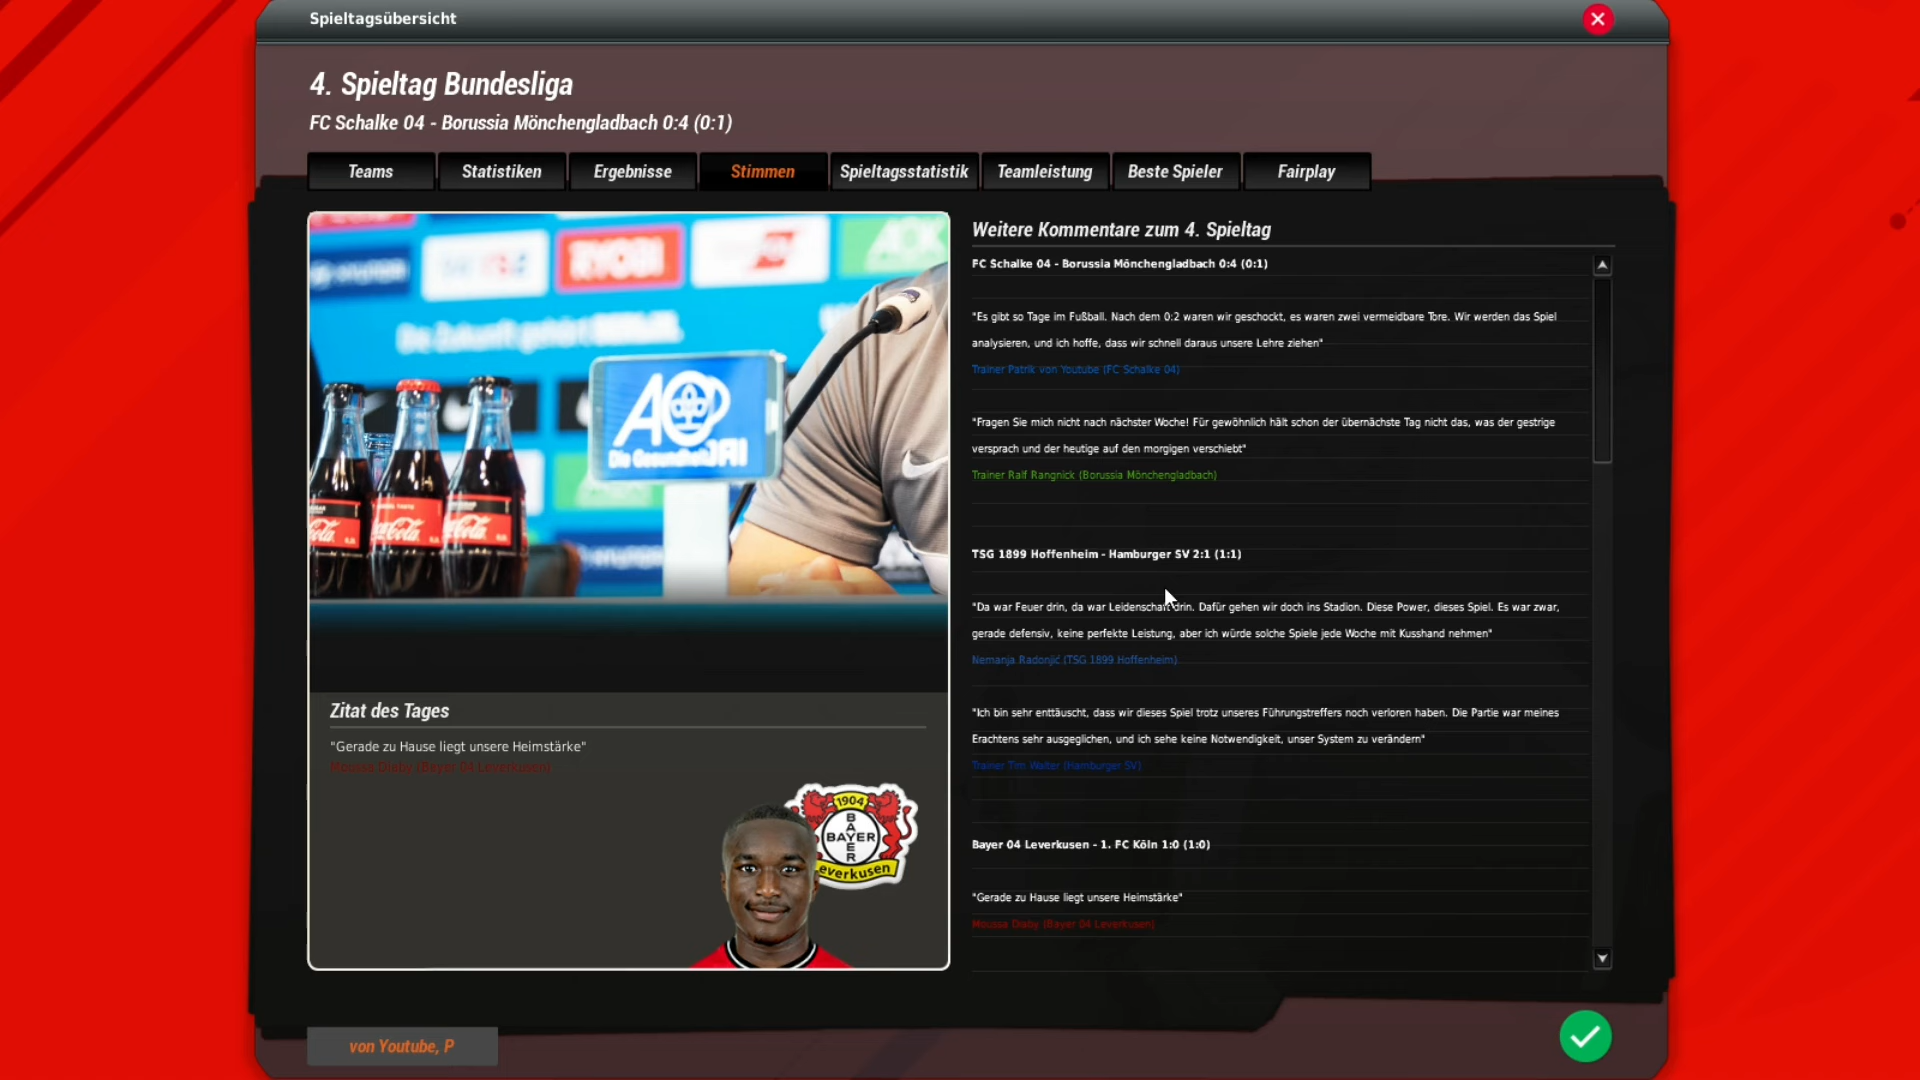 Spieltagsübersicht
4. Spieltag Bundesliga
FC Schalke 04 - Borussia Mönchengladbach 0:4 (0:1)
Teams
Statistiken
Ergebnisse
Stimmen
Spieltagsstatistik
Teamleistung
Beste Spieler
Fairplay
RYOBI
AOK
Die Zukunft gehört
Coca-Cola
Die Gesundheit
Zitat des Tages
"Gerade zu Hause liegt unsere Heimstärke"
Moussa Diaby (Bayer 04 Leverkusen)
1904
BAYER
BAYER
everkusen
Weitere Kommentare zum 4. Spieltag
FC Schalke 04 - Borussia Mönchengladbach 0:4 (0:1)
"Es gibt so Tage im Fußball. Nach dem 0:2 waren wir geschockt, es waren zwei vermeidbare Tore. Wir werden das Spiel
analysieren, und ich hoffe, dass wir schnell daraus unsere Lehre ziehen"
Trainer Patrik von Youtube (FC Schalke 04)
"Fragen Sie mich nicht nach nächster Woche! Für gewöhnlich hält schon der übernächste Tag nicht das, was der gestrige
versprach und der heutige auf den morgigen verschiebt"
Trainer Ralf Rangnick (Borussia Mönchengladbach)
TSG 1899 Hoffenheim - Hamburger SV 2:1 (1:1)
"Da war Feuer drin, da war Leidenschaft drin. Dafür gehen wir doch ins Stadion. Diese Power, dieses Spiel. Es war zwar,
gerade defensiv, keine perfekte Leistung, aber ich würde solche Spiele jede Woche mit Kusshand nehmen"
Nemanja Radonjić (TSG 1899 Hoffenheim)
"Ich bin sehr enttäuscht, dass wir dieses Spiel trotz unseres Führungstreffers noch verloren haben. Die Partie war meines
Erachtens sehr ausgeglichen, und ich sehe keine Notwendigkeit, unser System zu verändern"
Trainer Tim Walter (Hamburger SV)
Bayer 04 Leverkusen - 1. FC Köln 1:0 (1:0)
"Gerade zu Hause liegt unsere Heimstärke"
Moussa Diaby (Bayer 04 Leverkusen)
von Youtube, P